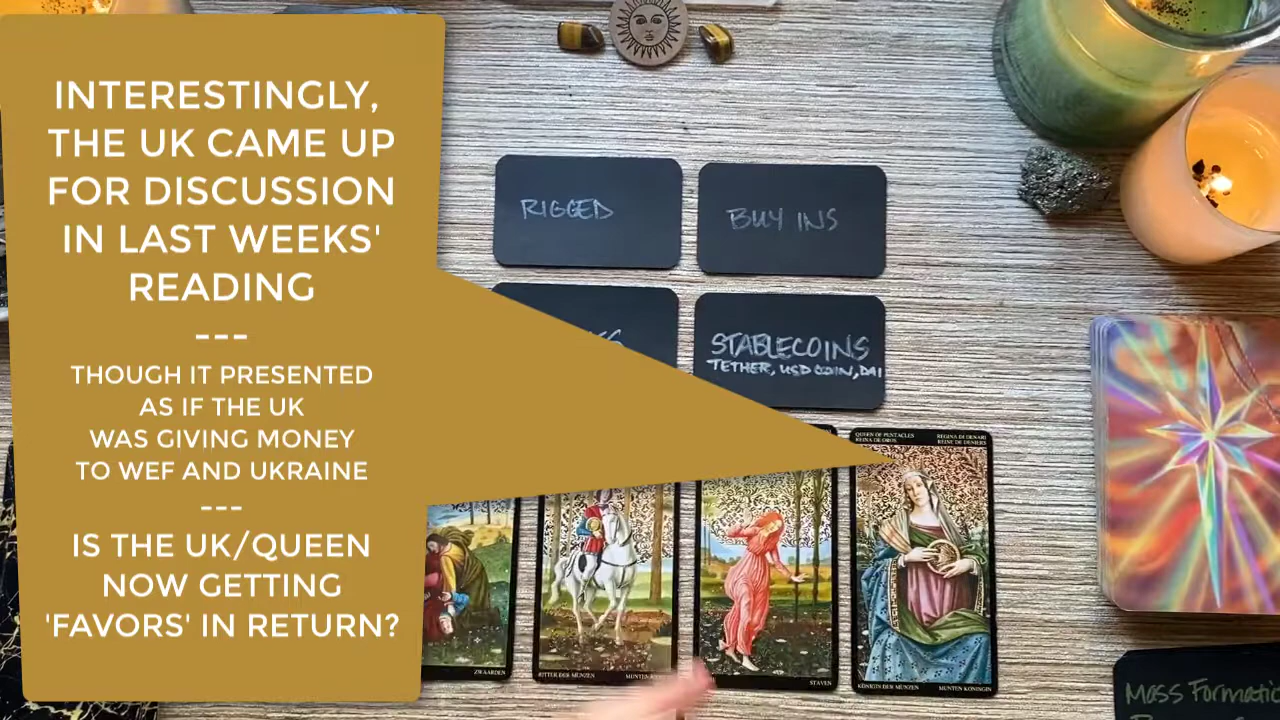 INTERESTINGLY,
THE UK CAME UP
FOR DISCUSSION
IN LAST WEEKS'
READING
---
THOUGH IT PRESENTED
AS IF THE UK
WAS GIVING MONEY
TO WEF AND UKRAINE
---
IS THE UK/QUEEN
NOW GETTING
'FAVORS' IN RETURN?
RIGGED
BUY INS
STABLECOINS
TETHER, USD COIN, DAI
QUEEN OF PENTACLES
REINA DE OROS
REGINA DI DENARI
REINE DE DENIERS
ZWAARDEN
RITTER DER MÜNZEN
STAVEN
KÖNIGIN DER MÜNZEN
MUNTEN KONINGIN
Mass Formatio